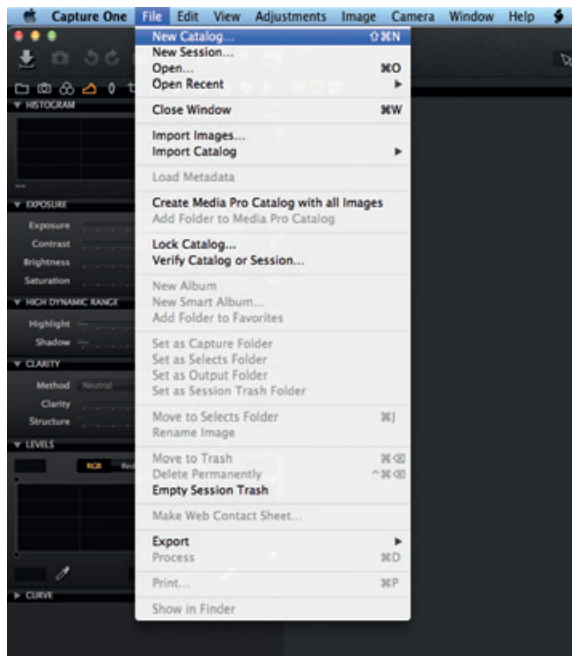 Capture One File Edit View Adjustments Image Camera Window Help
New Catalog... ⇧⌘N
New Session...
Open... ⌘O
Open Recent ▶
Close Window ⌘W
Import Images...
Import Catalog ▶
Load Metadata
Create Media Pro Catalog with all Images
Add Folder to Media Pro Catalog
Lock Catalog...
Verify Catalog or Session...
New Album
New Smart Album...
Add Folder to Favorites
Set as Capture Folder
Set as Selects Folder
Set as Output Folder
Set as Session Trash Folder
Move to Selects Folder ⌘J
Rename Image
Move to Trash ⌘⌫
Delete Permanently ^⌘⌫
Empty Session Trash
Make Web Contact Sheet...
Export ▶
Process ⌘D
Print... ⌘P
Show in Finder
HISTOGRAM
--
EXPOSURE
Exposure
Contrast
Brightness
Saturation
HIGH DYNAMIC RANGE
Highlight
Shadow
CLARITY
Method Neutral
Clarity
Structure
LEVELS
RGB Red
CURVE